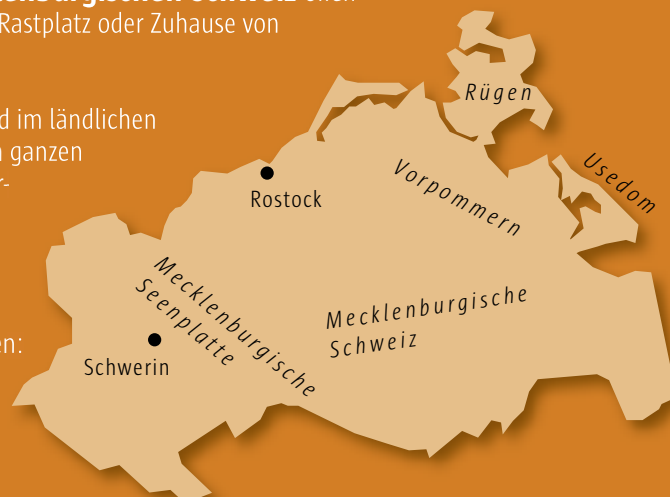 Rastplatz oder Zuhause von
d im ländlichen
ganzen
en:
Rügen
Usedom
Vorpommern
Rostock
Mecklenburgische
Seenplatte
Mecklenburgische
Schweiz
Schwerin